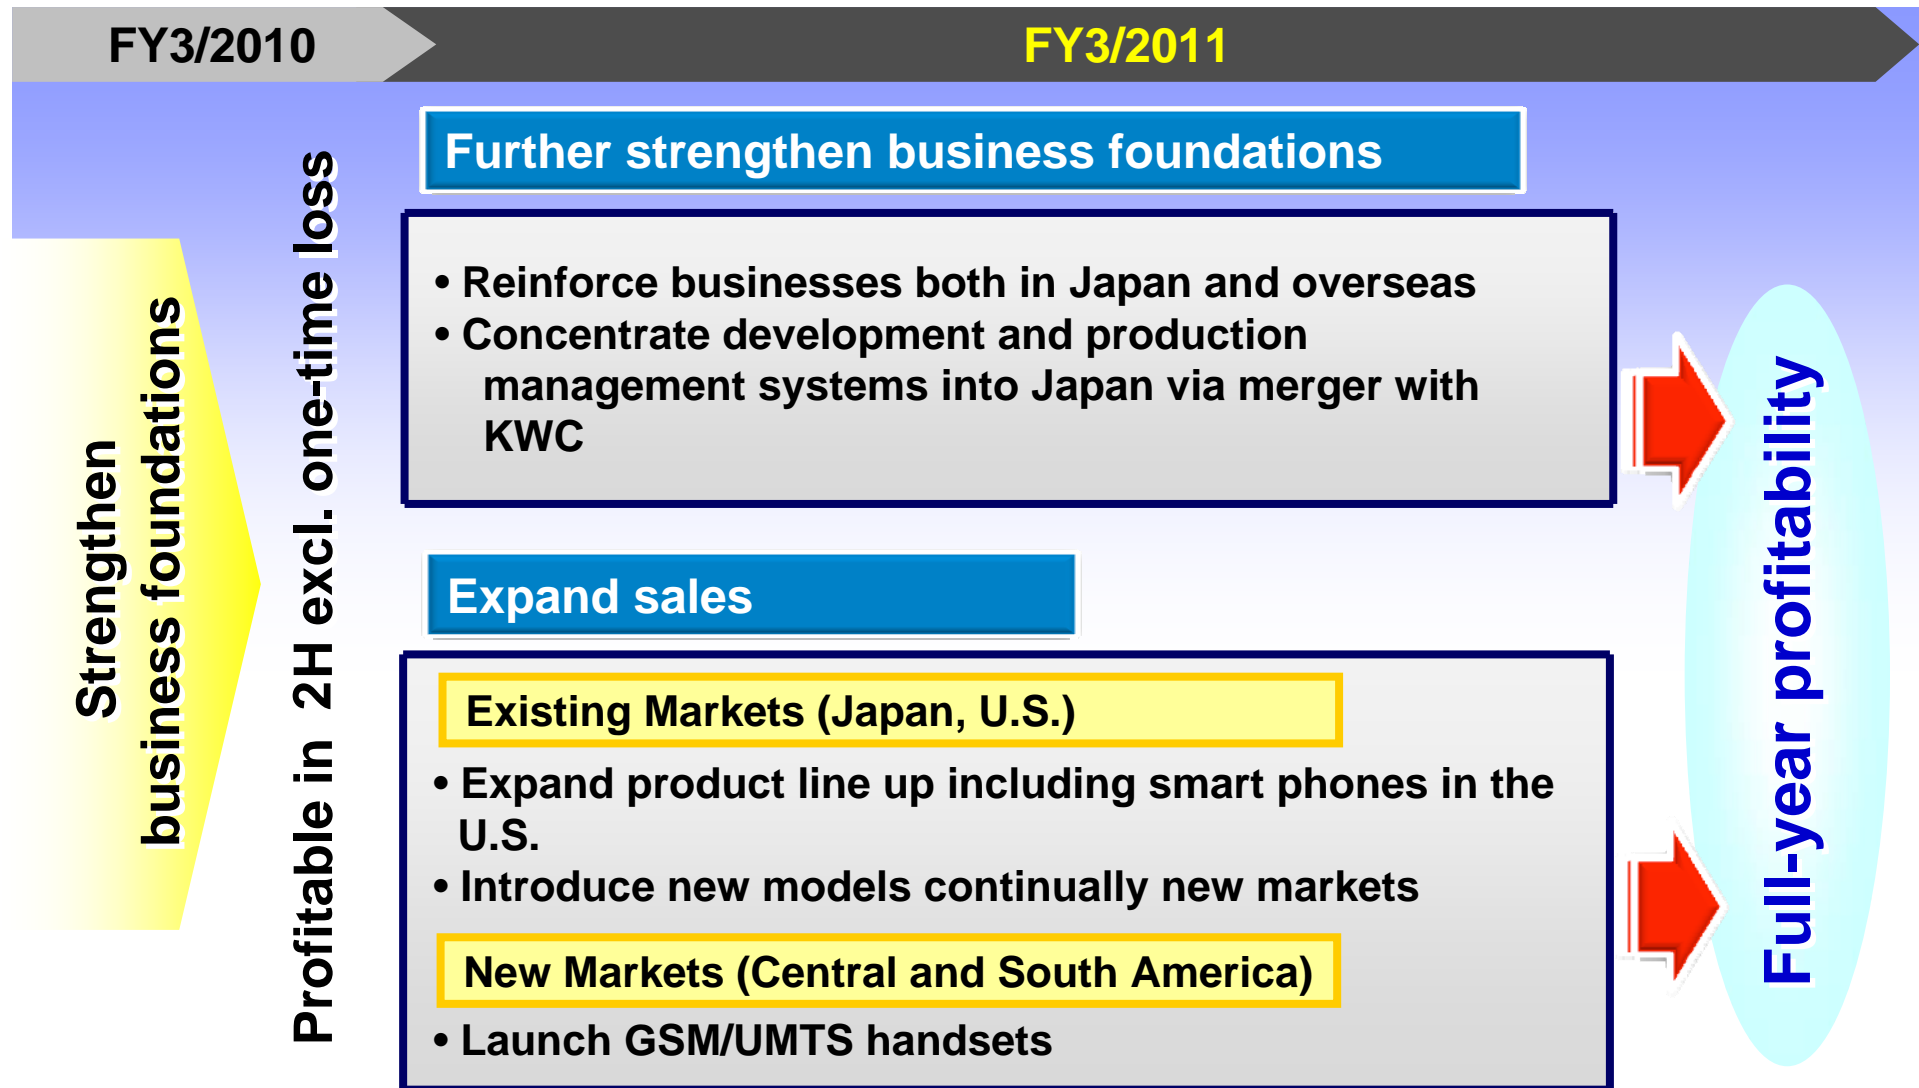 FY3/2010
FY3/2011
Strengthen
business foundations
Profitable in 2H excl. one-time loss
Further strengthen business foundations
• Reinforce businesses both in Japan and overseas
• Concentrate development and production
management systems into Japan via merger with
KWC
Expand sales
Existing Markets (Japan, U.S.)
• Expand product line up including smart phones in the
U.S.
• Introduce new models continually new markets
New Markets (Central and South America)
• Launch GSM/UMTS handsets
Full-year profitability